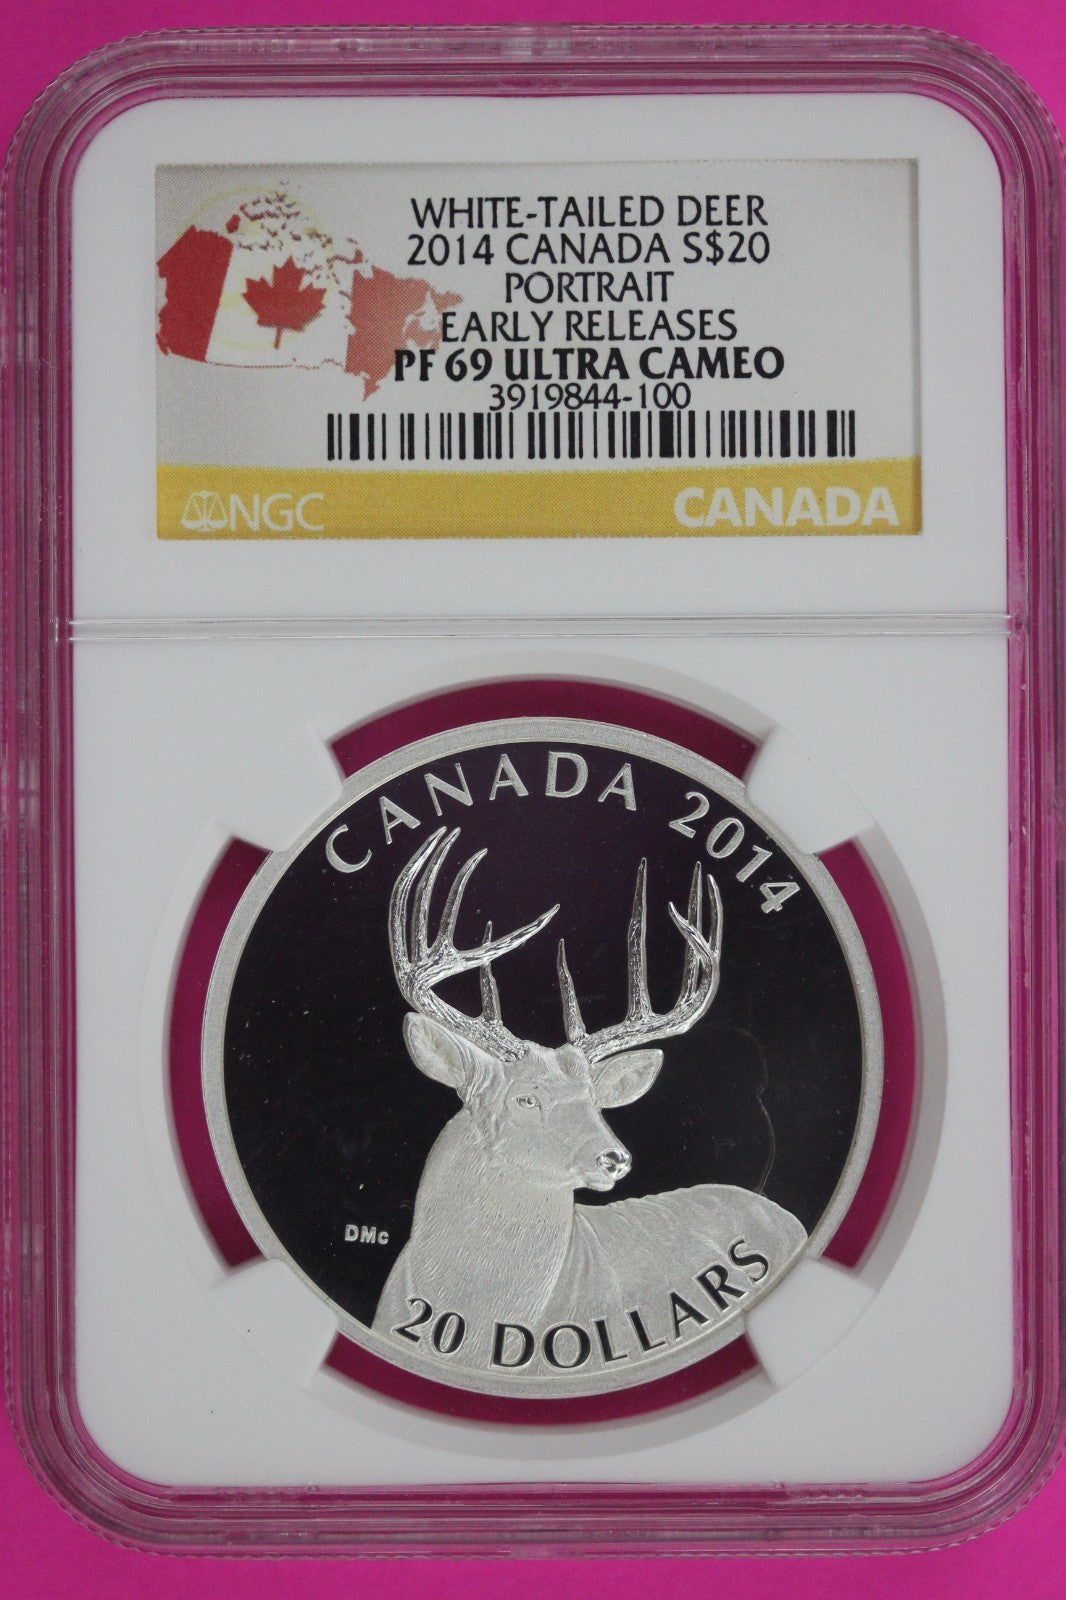 WHITE-TAILED DEER
2014 CANADA S$20
PORTRAIT
EARLY RELEASES
PF 69 ULTRA CAMEO
3919844-100
NGC
CANADA
CANADA 2014
DMc
20 DOLLARS